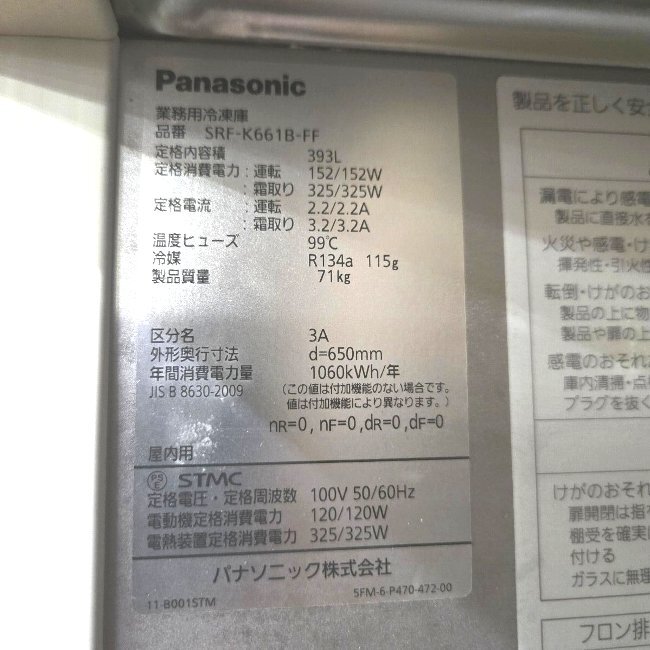 Panasonic
業務用冷凍庫
品番 SRF-K661B-FF
定格内容積 393L
定格消費電力:運転 152/152W
:霜取り 325/325W
定格電流 :運転 2.2/2.2A
:霜取り 3.2/3.2A
温度ヒューズ 99℃
冷媒 R134a 115g
製品質量 71kg
区分名 3A
外形奥行寸法 d=650mm
年間消費電力量 1060kWh/年
JIS B 8630-2009 (この値は付加機能のない場合です。
値は付加機能により異なります。)
nR=0, nF=0, dR=0, dF=0
屋内用
PSE STMC
定格電圧・定格周波数 100V 50/60Hz
電動機定格消費電力 120/120W
電熱装置定格消費電力 325/325W
パナソニック株式会社
11-B001STM 5FM-6-P470-472-00
製品を正しく安
漏電により感電
製品に直接水を
火災や感電・け
揮発性・引火性
転倒・けがのお
製品の上に物
製品や扉の上
感電のおそれ
庫内清掃・点検
プラグを抜く
けがのおそれ
扉開閉は指を
棚受を確実に
付ける
ガラスに無理
フロン排